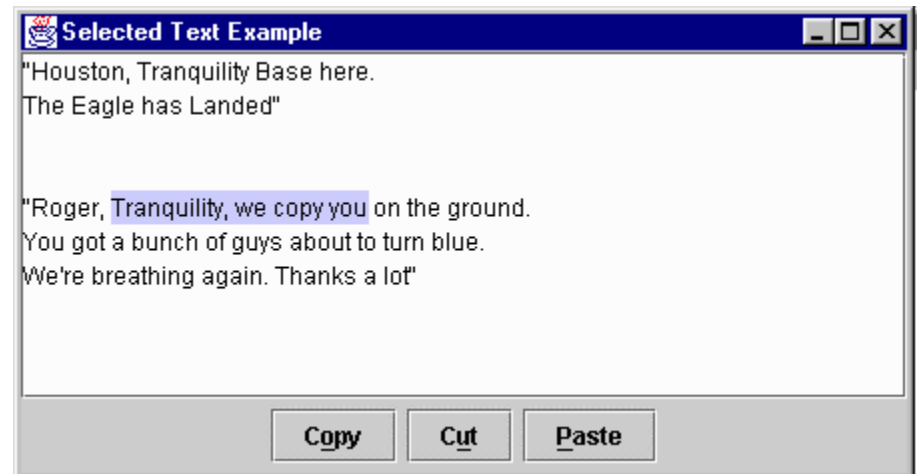 Selected Text Example
"Houston, Tranquility Base here.
The Eagle has Landed"
"Roger, Tranquility, we copy you on the ground.
You got a bunch of guys about to turn blue.
We're breathing again. Thanks a lot"
Copy Cut Paste